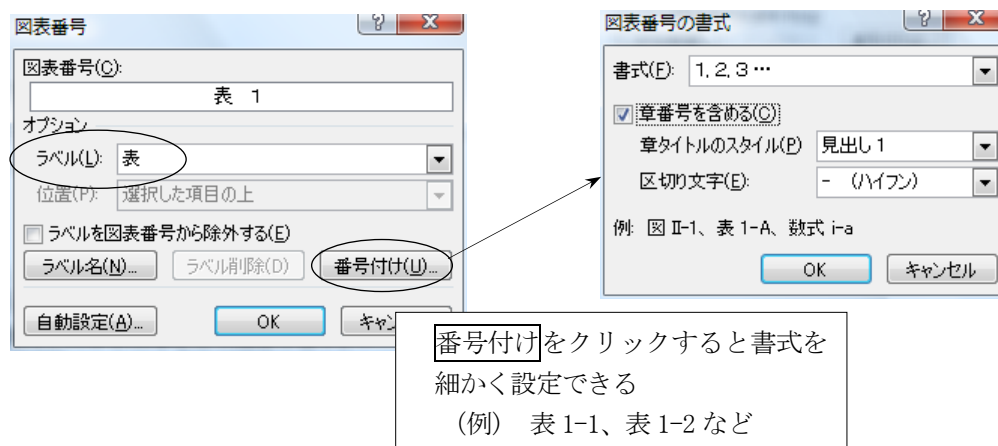 図表番号
図表番号(C):
表 1
オプション
ラベル(L): 表
位置(P): 選択した項目の上
ラベルを図表番号から除外する(E)
ラベル名(N)... ラベル削除(D) 番号付け(U)...
自動設定(A)... OK
図表番号の書式
書式(F): 1, 2, 3 …
章番号を含める(C)
章タイトルのスタイル(P) 見出し 1
区切り文字(E): - (ハイフン)
例: 図 II-1、表 1-A、数式 i-a
OK キャンセル
番号付けをクリックすると書式を
細かく設定できる
（例） 表 1-1、表 1-2 など